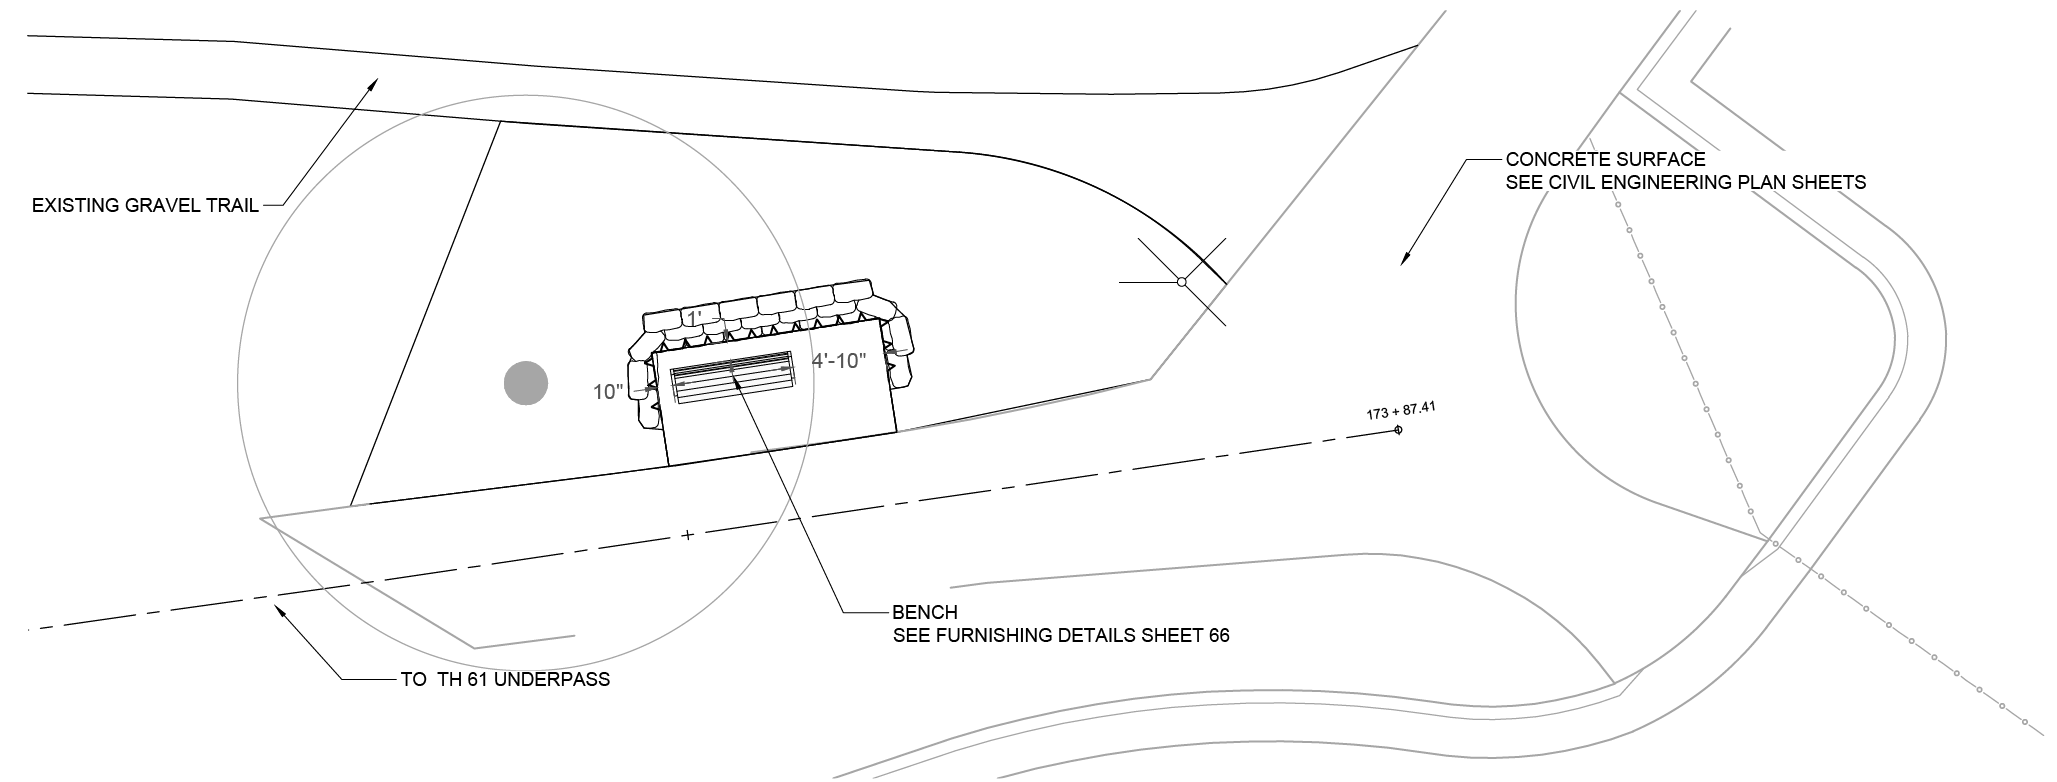 CONCRETE SURFACE
SEE CIVIL ENGINEERING PLAN SHEETS
EXISTING GRAVEL TRAIL
1'
4'-10"
10"
173 + 87.41
BENCH
SEE FURNISHING DETAILS SHEET 66
TO TH 61 UNDERPASS